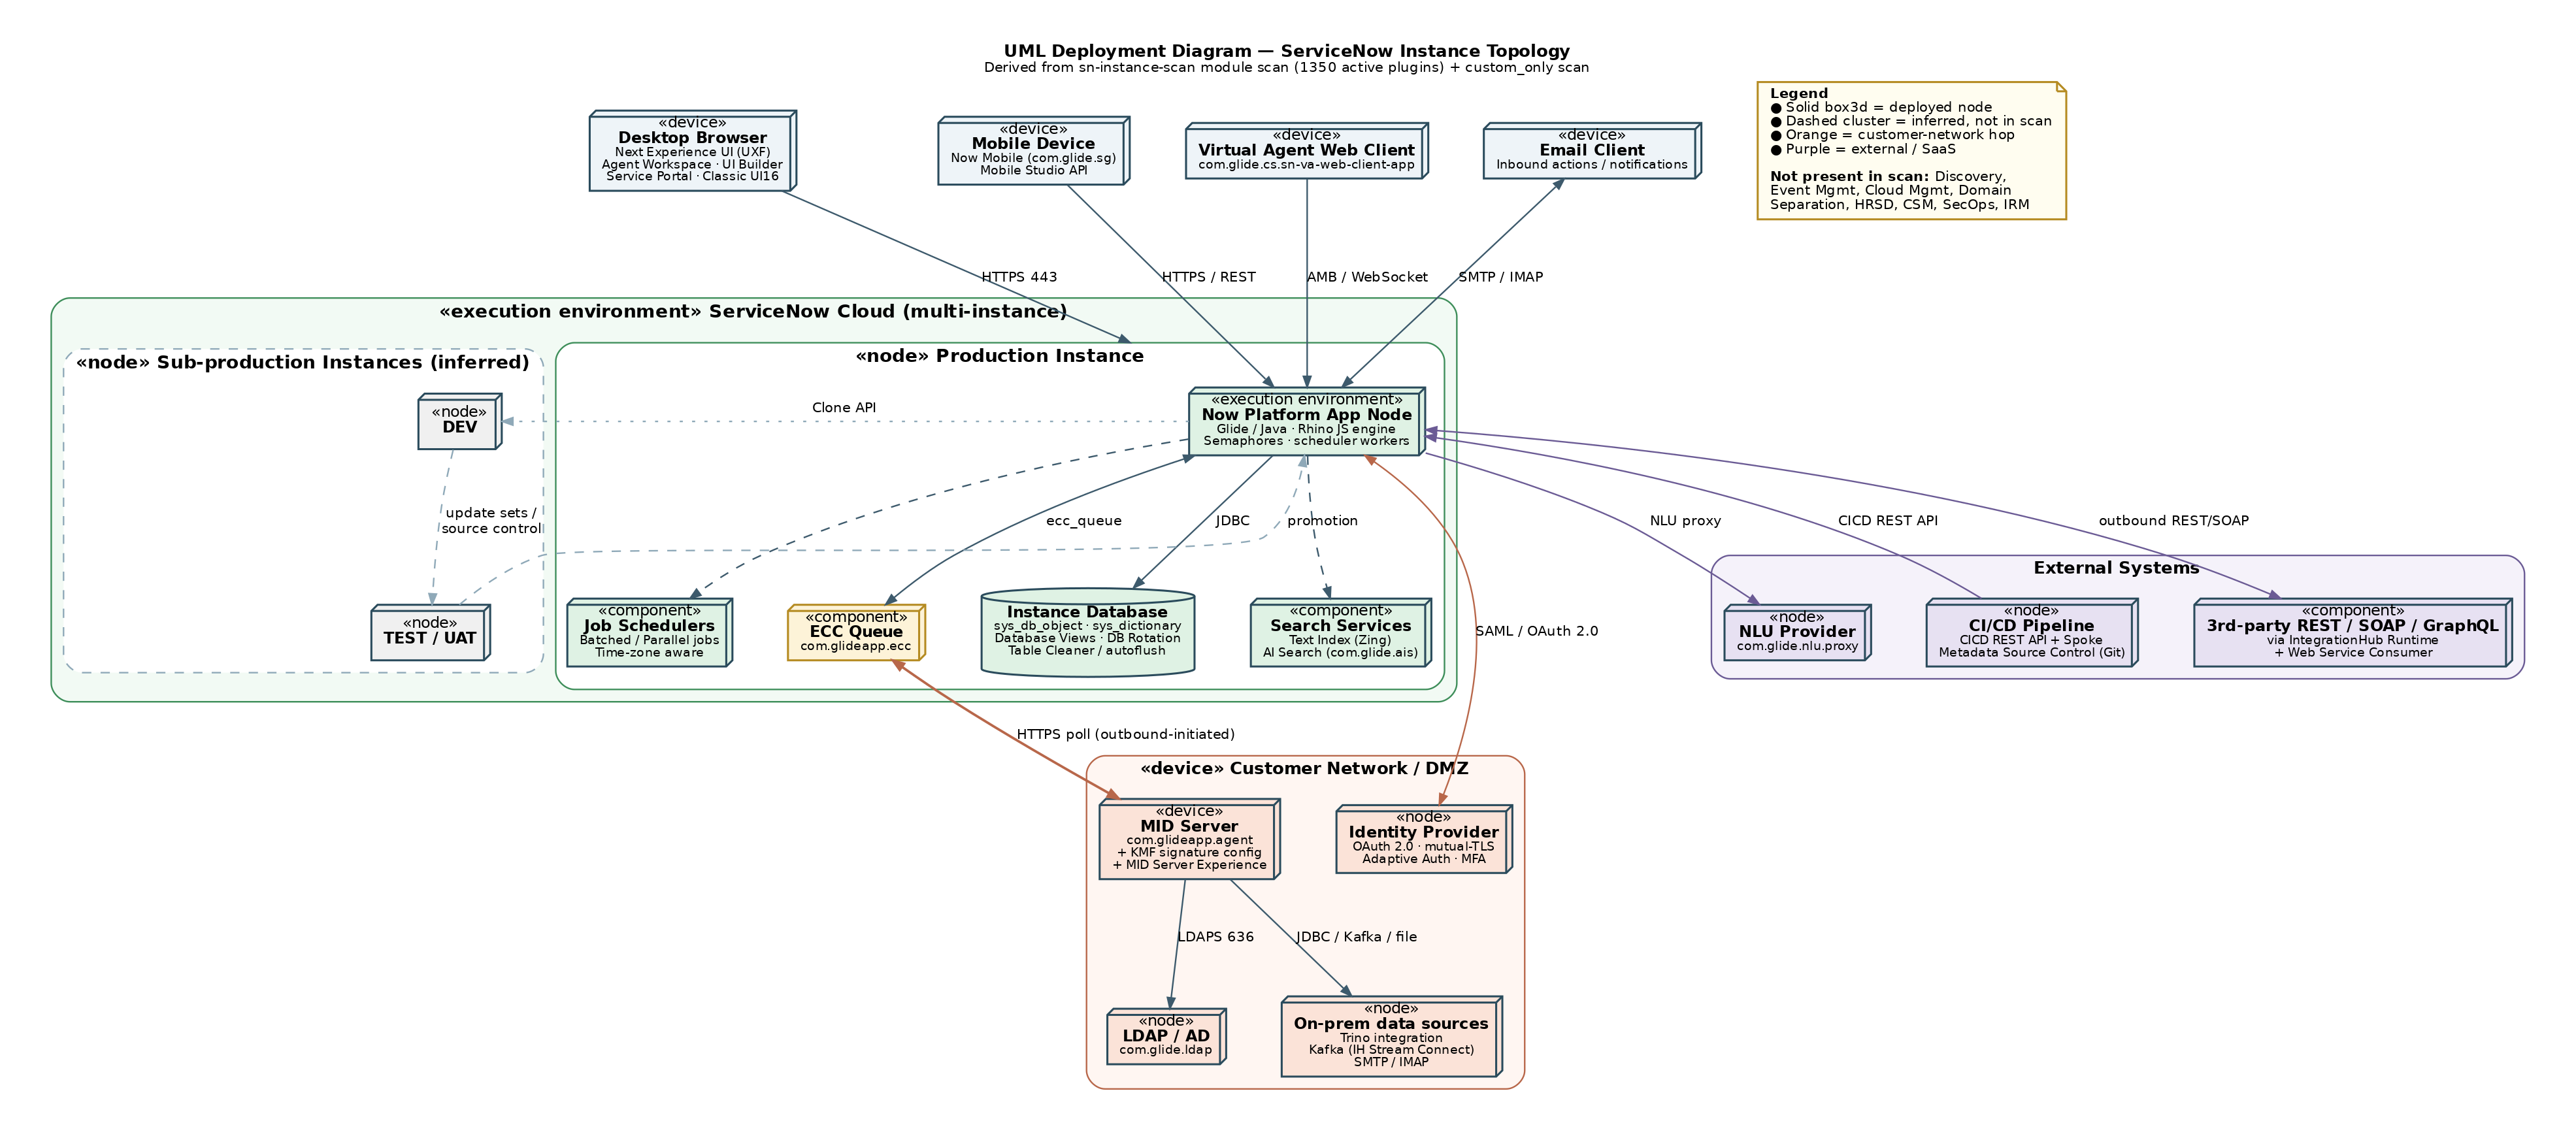 UML Deployment Diagram — ServiceNow Instance Topology
Derived from sn-instance-scan module scan (1350 active plugins) + custom_only scan
Legend
● Solid box3d = deployed node
● Dashed cluster = inferred, not in scan
● Orange = customer-network hop
● Purple = external / SaaS
Not present in scan: Discovery,
Event Mgmt, Cloud Mgmt, Domain
Separation, HRSD, CSM, SecOps, IRM
«device»
Desktop Browser
Next Experience UI (UXF)
Agent Workspace · UI Builder
Service Portal · Classic UI16
«device»
Mobile Device
Now Mobile (com.glide.sg)
Mobile Studio API
«device»
Virtual Agent Web Client
com.glide.cs.sn-va-web-client-app
«device»
Email Client
Inbound actions / notifications
HTTPS 443
HTTPS / REST
AMB / WebSocket
SMTP / IMAP
«execution environment» ServiceNow Cloud (multi-instance)
«node» Sub-production Instances (inferred)
«node» Production Instance
«node»
DEV
Clone API
«execution environment»
Now Platform App Node
Glide / Java · Rhino JS engine
Semaphores · scheduler workers
update sets /
source control
ecc_queue
JDBC
promotion
NLU proxy
CICD REST API
outbound REST/SOAP
«node»
TEST / UAT
«component»
Job Schedulers
Batched / Parallel jobs
Time-zone aware
«component»
ECC Queue
com.glideapp.ecc
Instance Database
sys_db_object · sys_dictionary
Database Views · DB Rotation
Table Cleaner / autoflush
«component»
Search Services
Text Index (Zing)
AI Search (com.glide.ais)
SAML / OAuth 2.0
External Systems
«node»
NLU Provider
com.glide.nlu.proxy
«node»
CI/CD Pipeline
CICD REST API + Spoke
Metadata Source Control (Git)
«component»
3rd-party REST / SOAP / GraphQL
via IntegrationHub Runtime
+ Web Service Consumer
HTTPS poll (outbound-initiated)
«device» Customer Network / DMZ
«device»
MID Server
com.glideapp.agent
+ KMF signature config
+ MID Server Experience
«node»
Identity Provider
OAuth 2.0 · mutual-TLS
Adaptive Auth · MFA
LDAPS 636
JDBC / Kafka / file
«node»
LDAP / AD
com.glide.ldap
«node»
On-prem data sources
Trino integration
Kafka (IH Stream Connect)
SMTP / IMAP